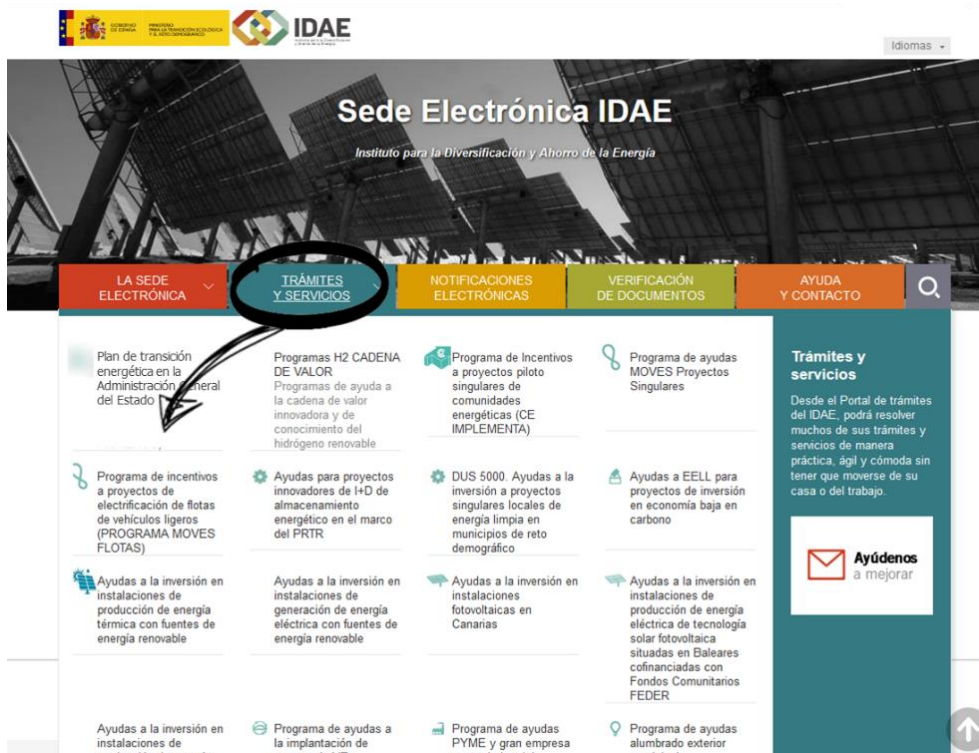 GOBIERNO
DE ESPAÑA
MINISTERIO
PARA LA TRANSICIÓN ECOLÓGICA
Y EL RETO DEMOGRÁFICO
IDAE
Idiomas
Sede Electrónica IDAE
Instituto para la Diversificación y Ahorro de la Energía
LA SEDE
ELECTRÓNICA
TRÁMITES
Y SERVICIOS
NOTIFICACIONES
ELECTRÓNICAS
VERIFICACIÓN
DE DOCUMENTOS
AYUDA
Y CONTACTO
Plan de transición
energética en la
Administración General
del Estado
Programas H2 CADENA
DE VALOR
Programas de ayuda a
la cadena de valor
innovadora y de
conocimiento del
hidrógeno renovable
Programa de Incentivos
a proyectos piloto
singulares de
comunidades
energéticas (CE
IMPLEMENTA)
Programa de ayudas
MOVES Proyectos
Singulares
Programa de incentivos
a proyectos de
electrificación de flotas
de vehículos ligeros
(PROGRAMA MOVES
FLOTAS)
Ayudas para proyectos
innovadores de I+D de
almacenamiento
energético en el marco
del PRTR
DUS 5000. Ayudas a la
inversión a proyectos
singulares locales de
energía limpia en
municipios de reto
demográfico
Ayudas a EELL para
proyectos de inversión
en economía baja en
carbono
Ayudas a la inversión en
instalaciones de
producción de energía
térmica con fuentes de
energía renovable
Ayudas a la inversión en
instalaciones de
generación de energía
eléctrica con fuentes de
energía renovable
Ayudas a la inversión en
instalaciones
fotovoltaicas en
Canarias
Ayudas a la inversión en
instalaciones de
producción de energía
eléctrica de tecnología
solar fotovoltaica
situadas en Baleares
cofinanciadas con
Fondos Comunitarios
FEDER
Ayudas a la inversión en
instalaciones de
Programa de ayudas a
la implantación de
Programa de ayudas
PYME y gran empresa
Programa de ayudas
alumbrado exterior
Trámites y
servicios
Desde el Portal de trámites
del IDAE, podrá resolver
muchos de sus trámites y
servicios de manera
práctica, ágil y cómoda sin
tener que moverse de su
casa o del trabajo.
Ayúdenos
a mejorar